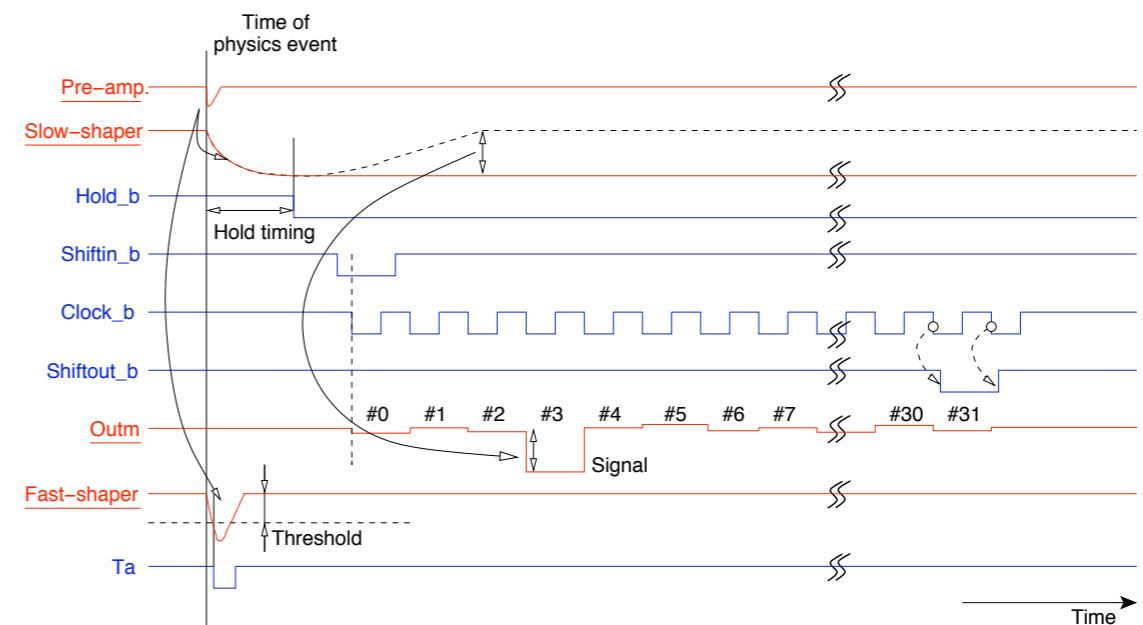 Time of
physics event
Pre-amp.
Slow-shaper
Hold_b
Hold timing
Shiftin_b
Clock_b
Shiftout_b
#0 #1 #2 #3 #4 #5 #6 #7 #30 #31
Outm
Signal
Fast-shaper
Threshold
Ta
Time